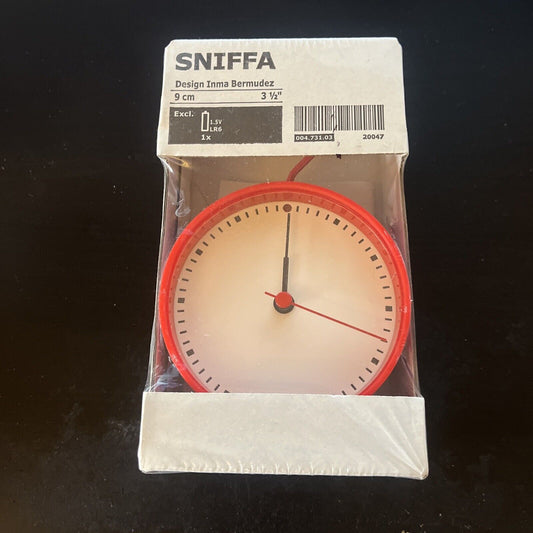 SNIFFA
Design Inma Bermudez
9 cm 3 ½"
Excl.
1.5V
LR6
1x
004.731.03 20047